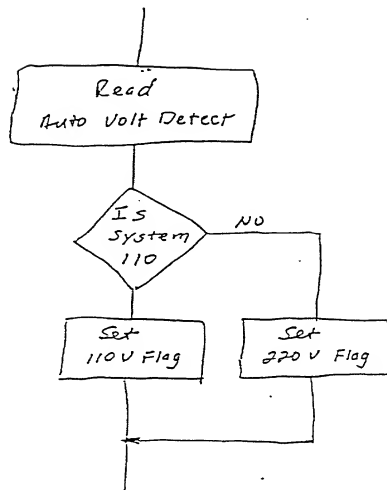 Read
Auto Volt Detect
Is
System
110
NO
Set
110V Flag
Set
220V Flag